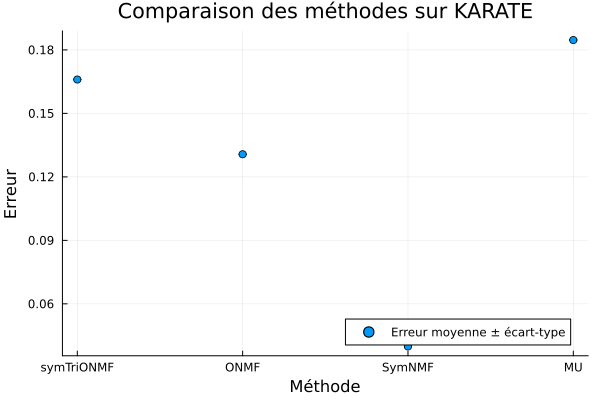 Comparaison des méthodes sur KARATE
Erreur
0.18
0.15
0.12
0.09
0.06
Erreur moyenne ± écart-type
symTriONMF ONMF SymNMF MU
Méthode